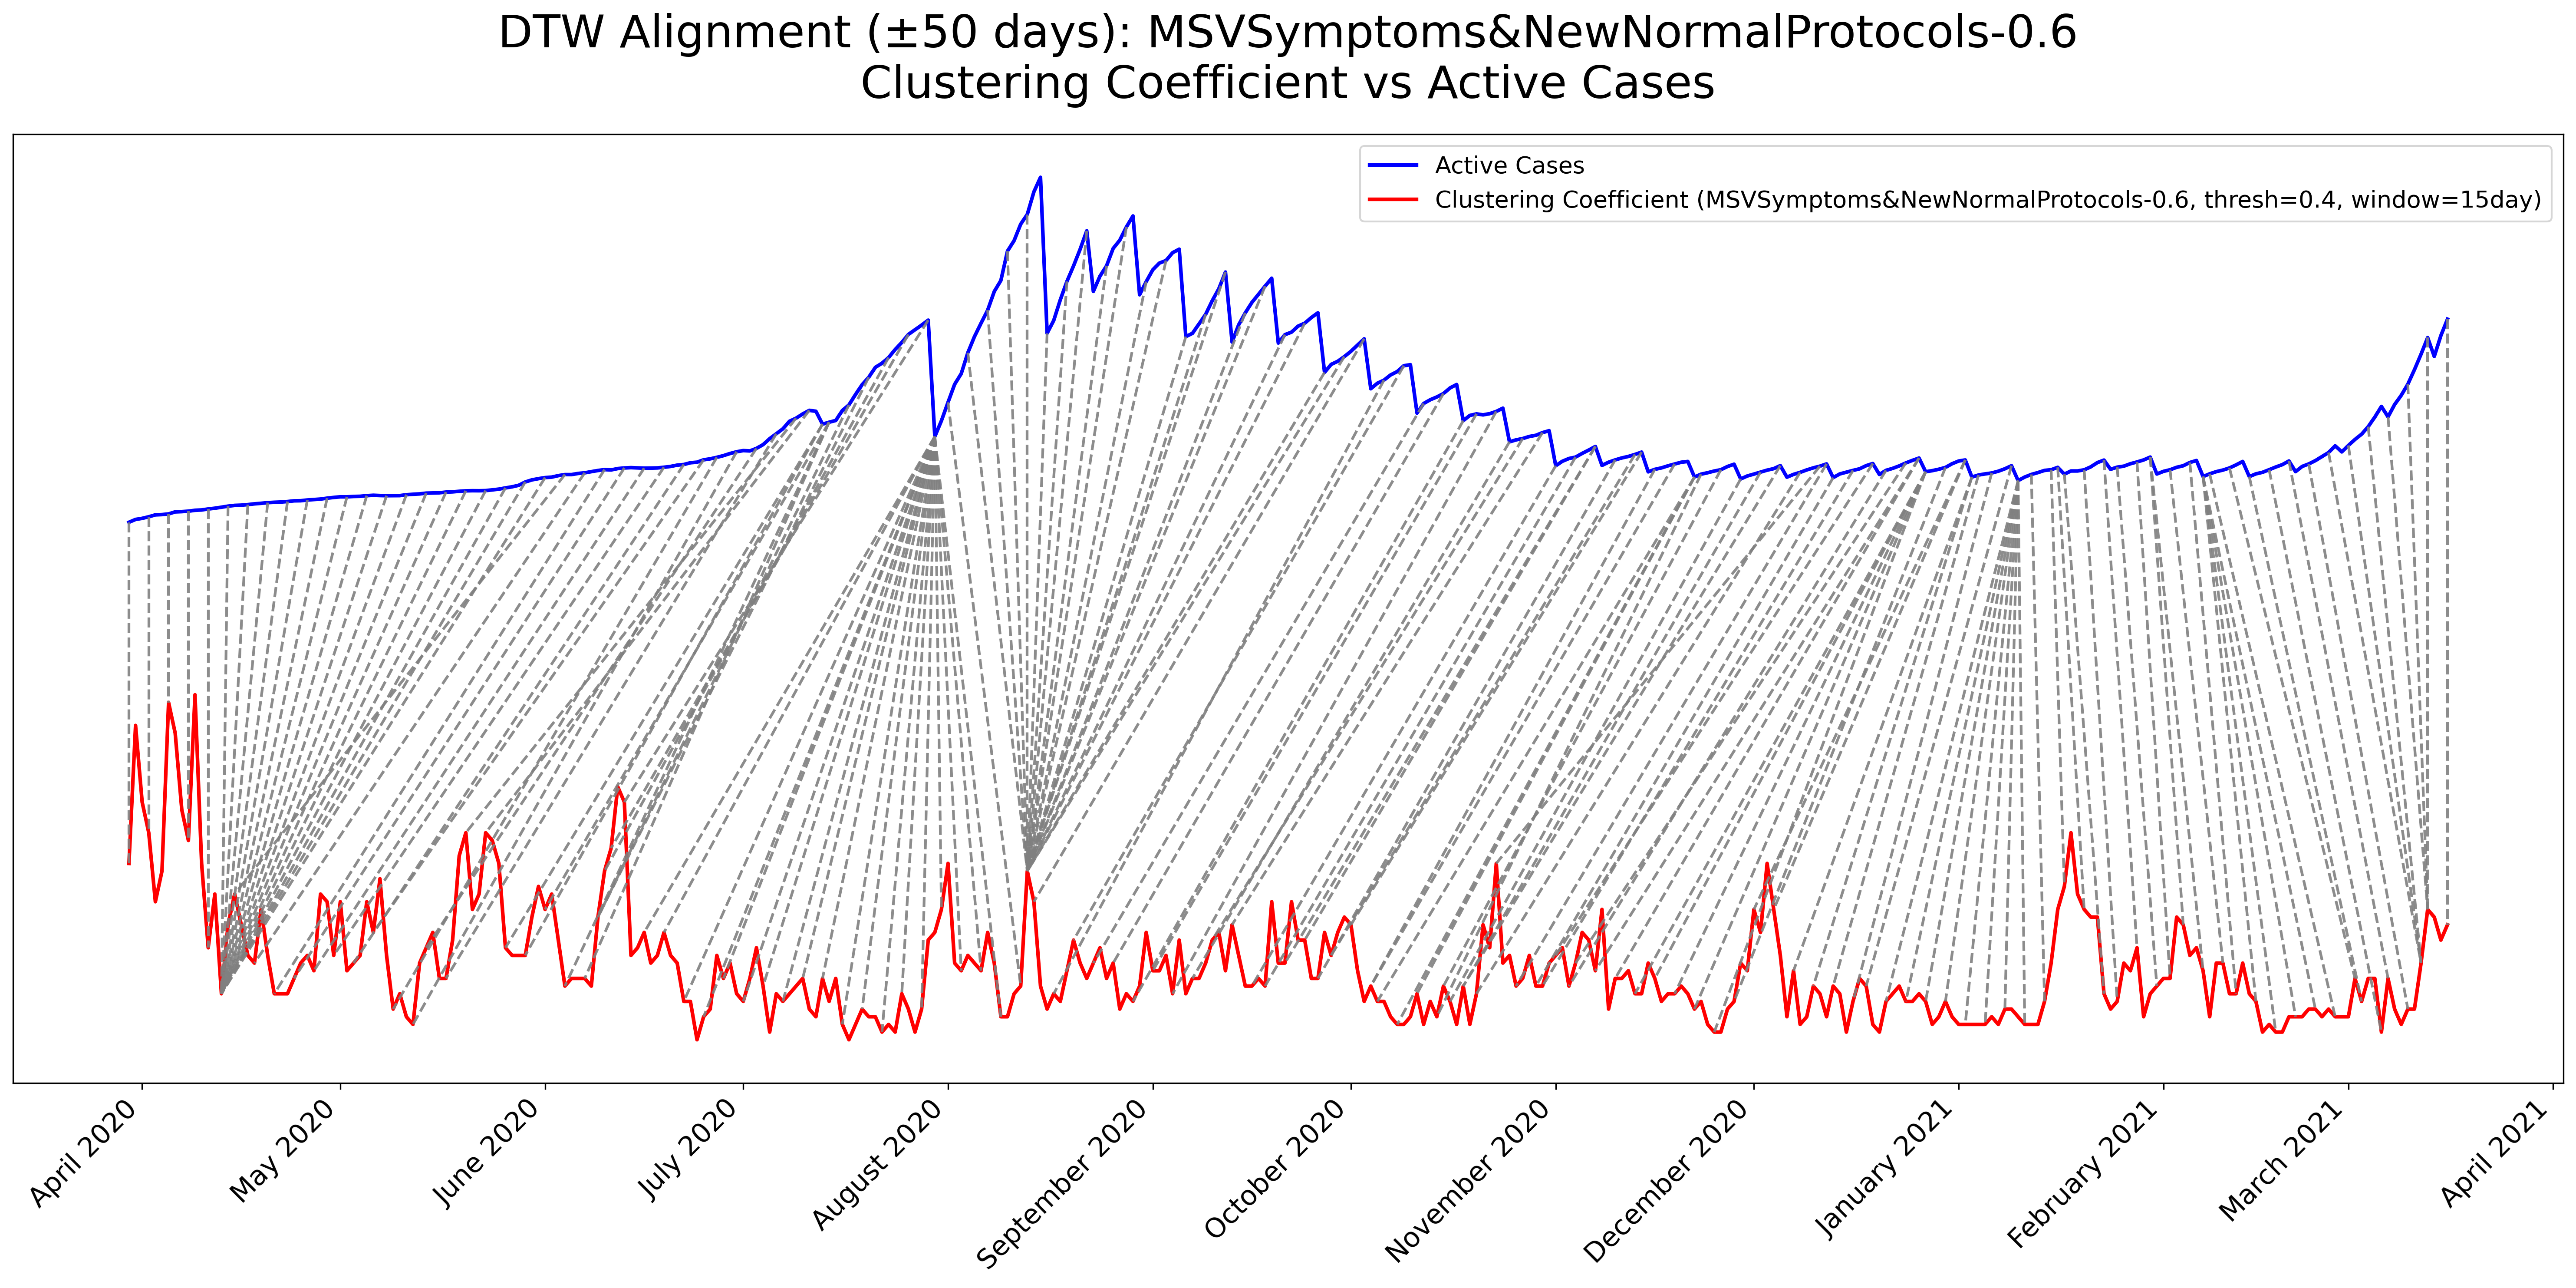 DTW Alignment (±50 days): MSVSymptoms&NewNormalProtocols-0.6
Clustering Coefficient vs Active Cases
Active Cases
Clustering Coefficient (MSVSymptoms&NewNormalProtocols-0.6, thresh=0.4, window=15day)
April 2020
May 2020
June 2020
July 2020
August 2020
September 2020
October 2020
November 2020
December 2020
January 2021
February 2021
March 2021
April 2021